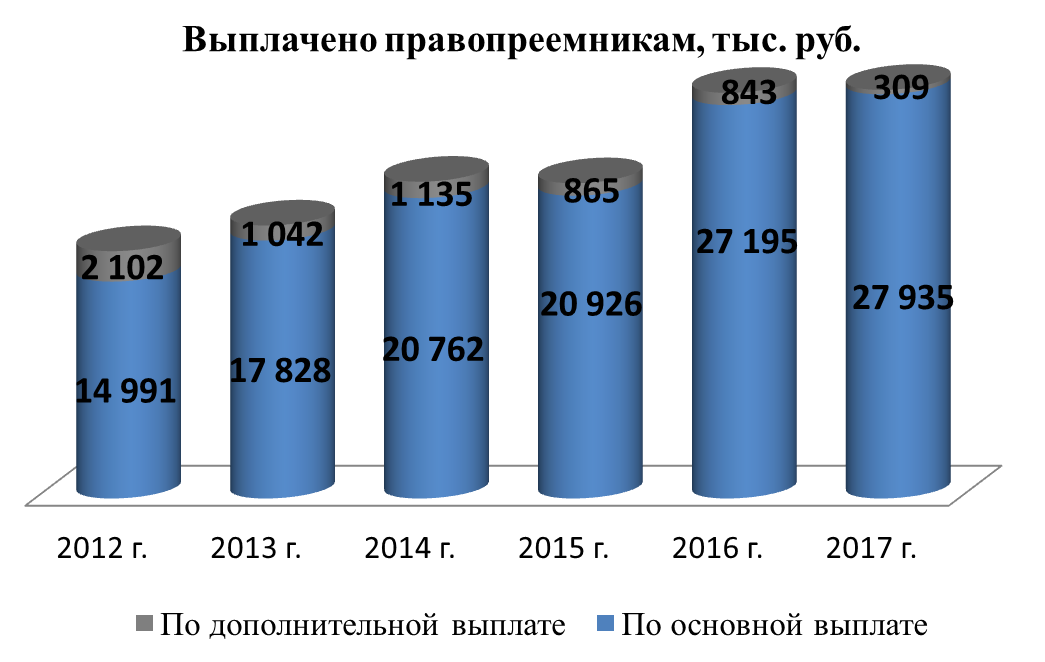 Выплачено правопреемникам, тыс. руб.
2 102
1 042
1 135
865
843
309
14 991
17 828
20 762
20 926
27 195
27 935
2012 г.
2013 г.
2014 г.
2015 г.
2016 г.
2017 г.
По дополнительной выплате
По основной выплате